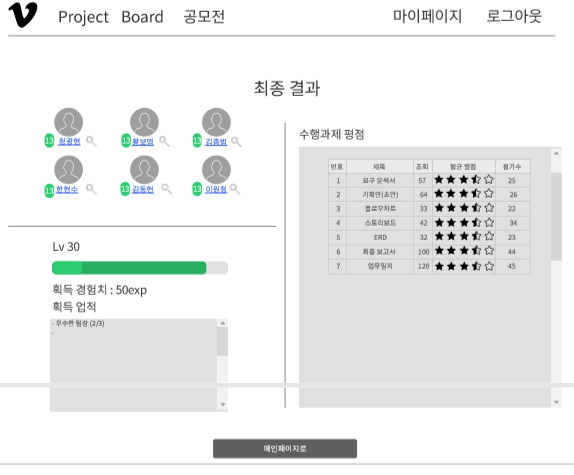 Project Board 공모전 마이페이지 로그아웃
최종 결과
13 정광현 13 황보염 13 김종범
13 한현수 13 김동현 13 이원정
수행과제 평점
번호 제목 조회 평균 별점 평가수
1 요구 분석서 57 25
2 기획안(초안) 64 26
3 플로우차트 33 22
4 스토리보드 42 34
5 ERD 32 23
6 최종 보고서 100 44
7 업무일지 120 45
Lv 30
획득 경험치 : 50exp
획득 업적
- 우수한 팀장 (2/3)
-
메인페이지로